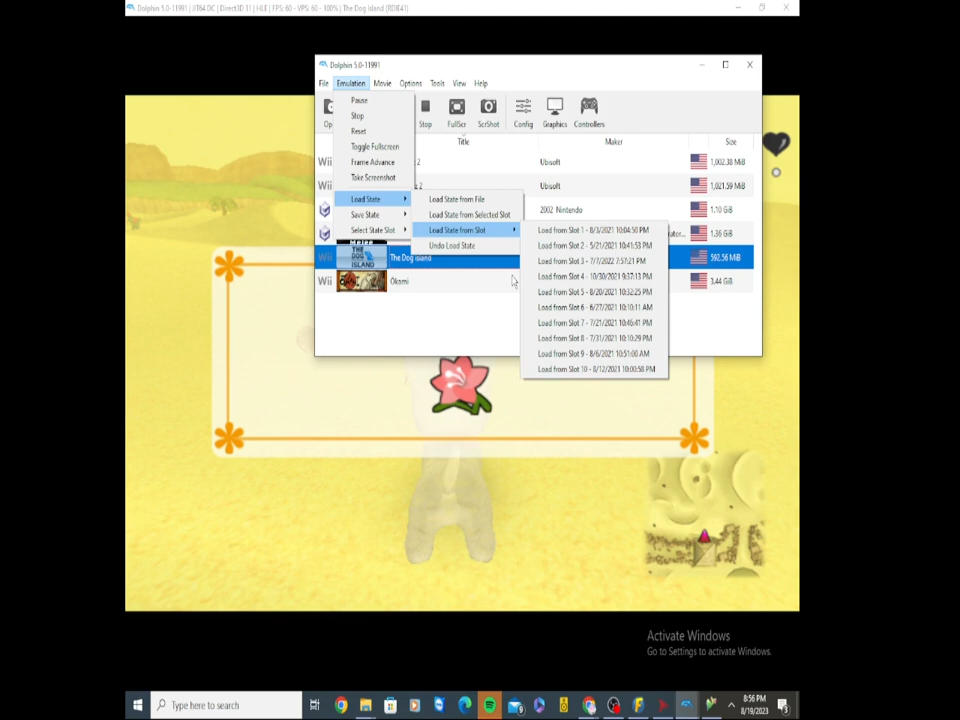 Dolphin 5.0-11991 | JIT64 DC | Direct3D 11 | HLE | FPS: 60 - VPS: 60 - 100% | The Dog Island (RDIE41)
Dolphin 5.0-11991
File Emulation Movie Options Tools View Help
Pause
Stop
Reset
Toggle Fullscreen
Frame Advance
Take Screenshot
Load State
Save State
Select State Slot
Op
Stop FullScr ScrShot Config Graphics Controllers
Title Maker Size
Wii 2 Ubisoft 1,002.38 MiB
Wii 2 Ubisoft 1,021.59 MiB
2002 Nintendo 1.10 GiB
1.36 GiB
Wii THE DOG ISLAND The Dog Island 592.56 MiB
Wii Okami 3.44 GiB
Load State from File
Load State from Selected Slot
Load State from Slot
Undo Load State
Load from Slot 1 - 8/3/2021 10:04:50 PM
Load from Slot 2 - 5/21/2021 10:41:53 PM
Load from Slot 3 - 7/7/2022 7:57:21 PM
Load from Slot 4 - 10/30/2021 9:37:13 PM
Load from Slot 5 - 8/20/2021 10:32:25 PM
Load from Slot 6 - 6/27/2021 10:10:11 AM
Load from Slot 7 - 7/21/2021 10:46:41 PM
Load from Slot 8 - 7/31/2021 10:10:29 PM
Load from Slot 9 - 8/6/2021 10:51:00 AM
Load from Slot 10 - 8/12/2021 10:00:58 PM
Activate Windows
Go to Settings to activate Windows.
Type here to search
8:56 PM
8/19/2023